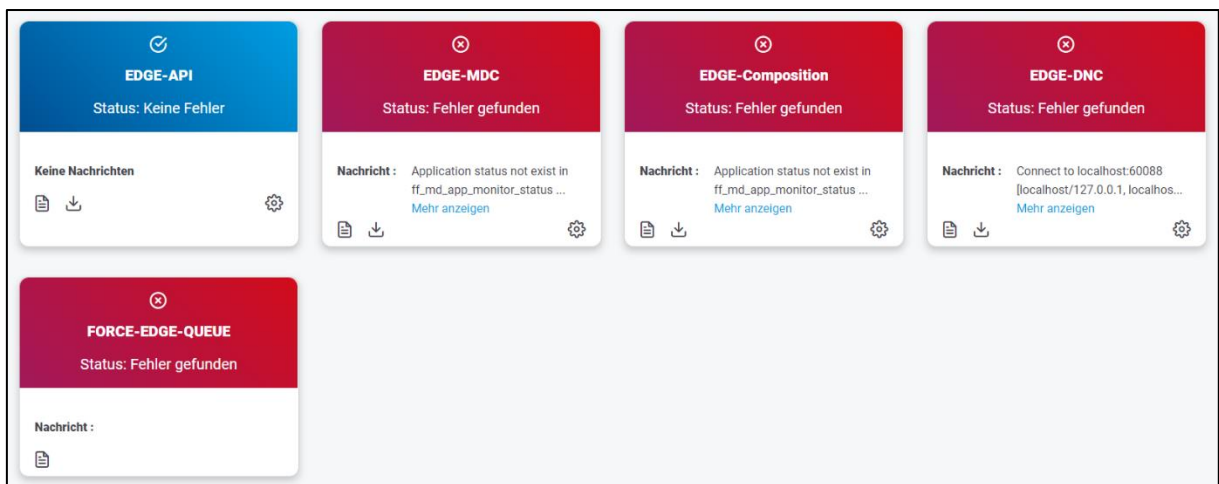 EDGE-API
Status: Keine Fehler
Keine Nachrichten
EDGE-MDC
Status: Fehler gefunden
Nachricht : Application status not exist in
ff_md_app_monitor_status ...
Mehr anzeigen
EDGE-Composition
Status: Fehler gefunden
Nachricht : Application status not exist in
ff_md_app_monitor_status ...
Mehr anzeigen
EDGE-DNC
Status: Fehler gefunden
Nachricht : Connect to localhost:60088
[localhost/127.0.0.1, localhos...
Mehr anzeigen
FORCE-EDGE-QUEUE
Status: Fehler gefunden
Nachricht :